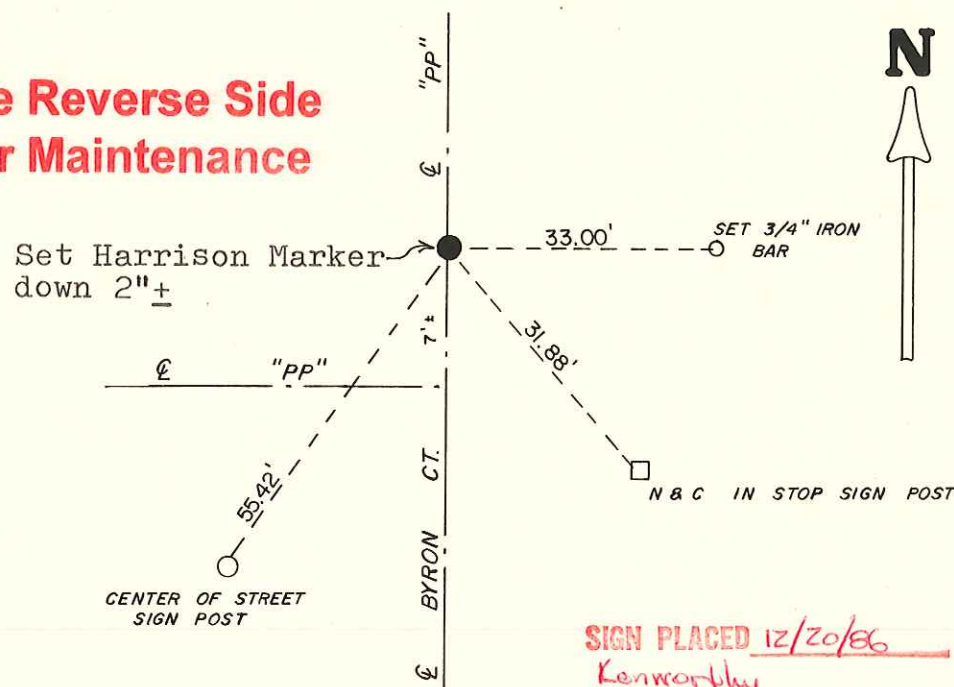 e Reverse Side
r Maintenance
N
"PP"
℄
Set Harrison Marker
down 2"±
33.00'
SET 3/4" IRON
BAR
7'±
31.88'
℄ "PP"
55.42'
BYRON CT.
N & C IN STOP SIGN POST
CENTER OF STREET
SIGN POST
℄
SIGN PLACED 12/20/86
Kenworthy